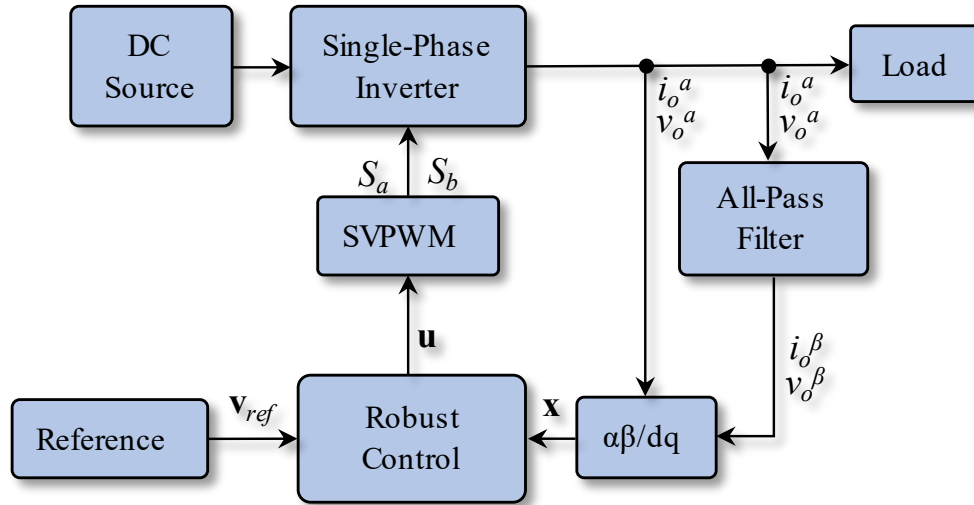 DC
Source
Single-Phase
Inverter
Load
i_o^a
v_o^a
i_o^a
v_o^a
S_a
S_b
All-Pass
Filter
SVPWM
u
i_o^β
v_o^β
v_ref
x
Reference
Robust
Control
αβ/dq